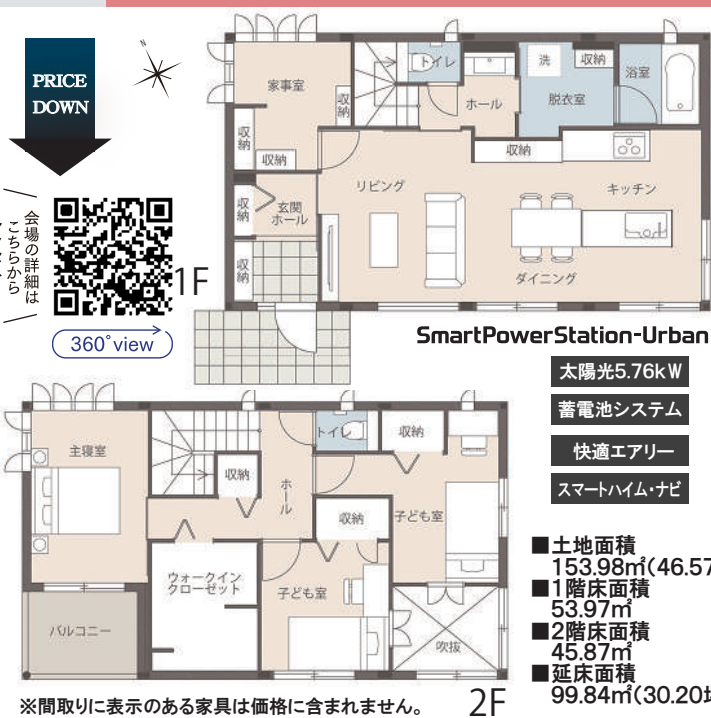 PRICE
DOWN
N
会場の詳細は
こちらから
360°view
1F
家事室
収納
収納
収納
トイレ
ホール
洗
収納
脱衣室
浴室
収納
玄関
ホール
収納
リビング
収納
キッチン
ダイニング
SmartPowerStation-Urban
太陽光5.76kW
蓄電池システム
快適エアリー
スマートハイム・ナビ
主寝室
収納
ホール
トイレ
収納
収納
子ども室
ウォークイン
クローゼット
子ども室
バルコニー
吹抜
2F
■土地面積
153.98㎡(46.57
■1階床面積
53.97㎡
■2階床面積
45.87㎡
■延床面積
99.84㎡(30.20坪
※間取りに表示のある家具は価格に含まれません。